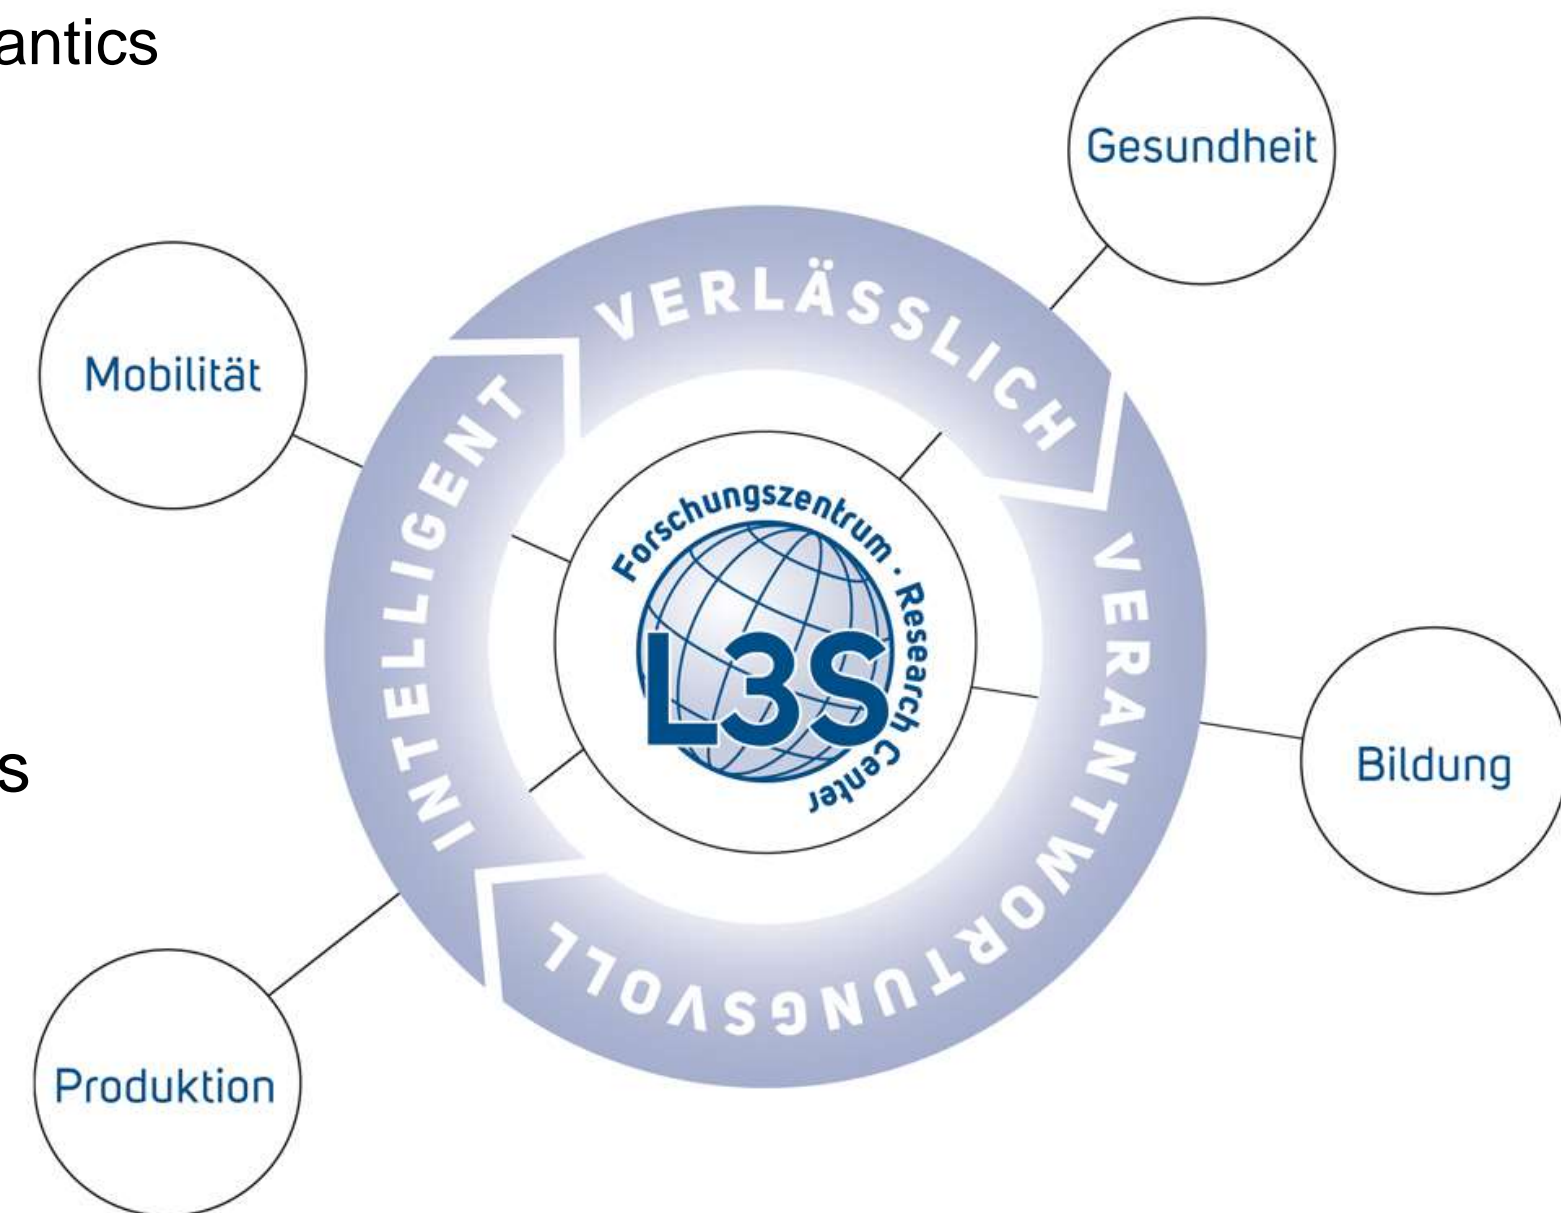 antics
Gesundheit
VERLÄSSLICH
Mobilität
INTELLIGENT
Forschungszentrum · Research Center
L3S
VERANTWORTUNGSVOLL
s
Bildung
Produktion